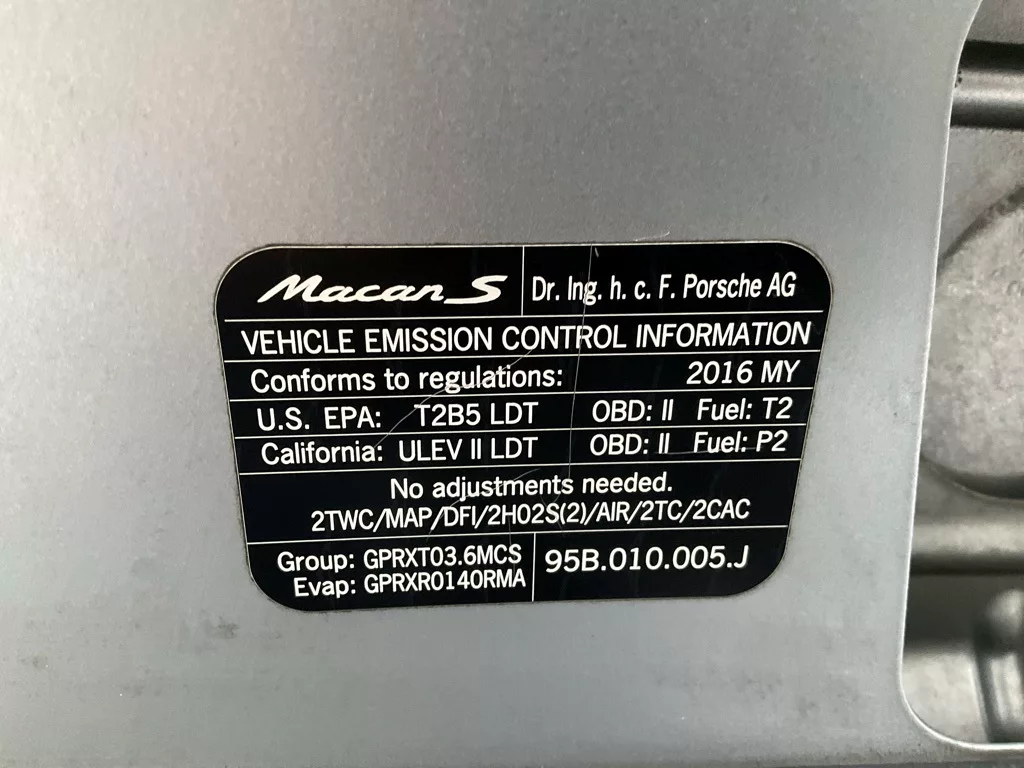 Macan S
Dr. Ing. h. c. F. Porsche AG
VEHICLE EMISSION CONTROL INFORMATION
Conforms to regulations: 2016 MY
U.S. EPA: T2B5 LDT OBD: II Fuel: T2
California: ULEV II LDT OBD: II Fuel: P2
No adjustments needed.
2TWC/MAP/DFI/2HO2S(2)/AIR/2TC/2CAC
Group: GPRXT03.6MCS
Evap: GPRXR0140RMA
95B.010.005.J